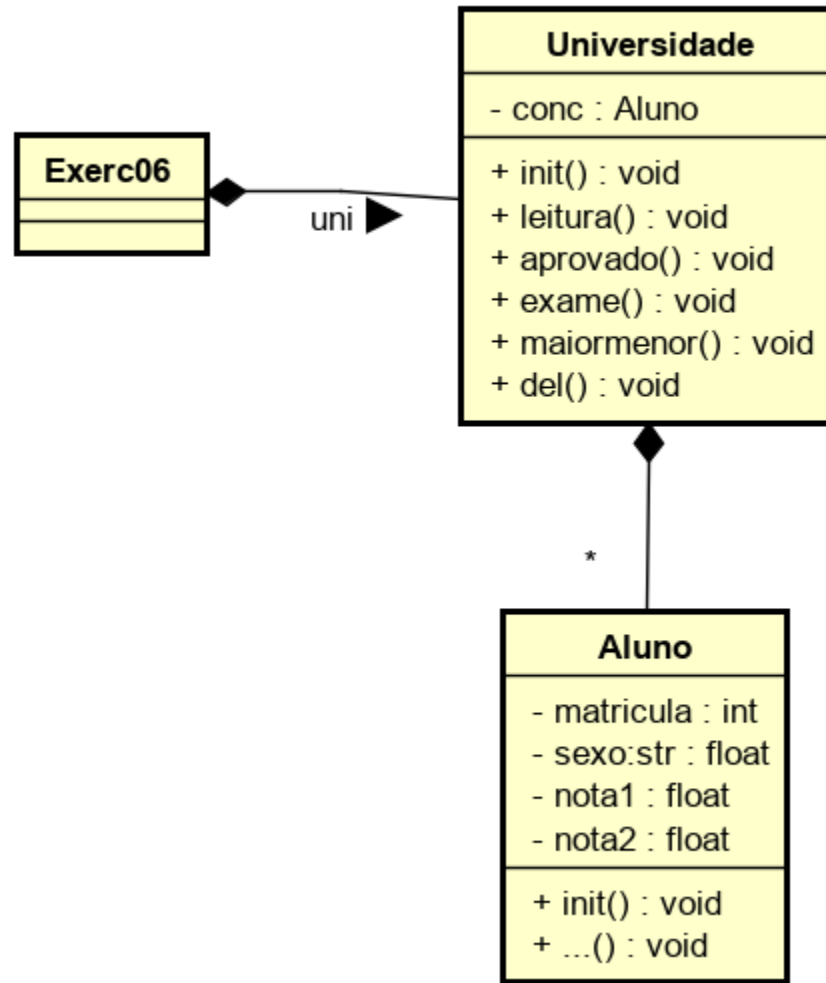 Universidade
- conc : Aluno
+ init() : void
+ leitura() : void
+ aprovado() : void
+ exame() : void
+ maiormenor() : void
+ del() : void
Exerc06
uni
*
Aluno
- matricula : int
- sexo:str : float
- nota1 : float
- nota2 : float
+ init() : void
+ ...() : void